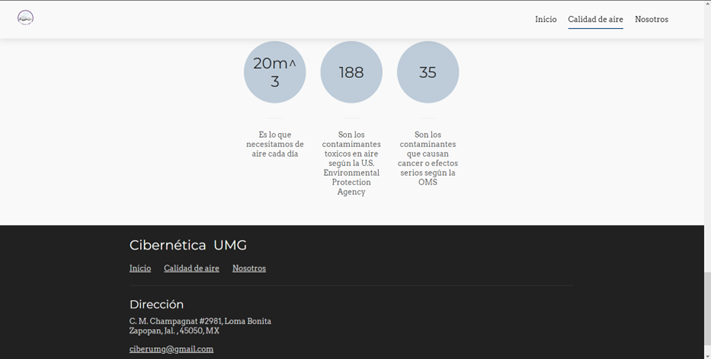 Inicio Calidad de aire Nosotros
20m^
3
188
35
Es lo que
necesitamos de
aire cada día
Son los
contamimantes
toxicos en aire
según la U.S.
Environmental
Protection
Agency
Son los
contaminantes
que causan
cancer o efectos
serios según la
OMS
Cibernética UMG
Inicio Calidad de aire Nosotros
Dirección
C. M. Champagnat #2981, Loma Bonita
Zapopan, Jal. , 45050, MX
ciberumg@gmail.com